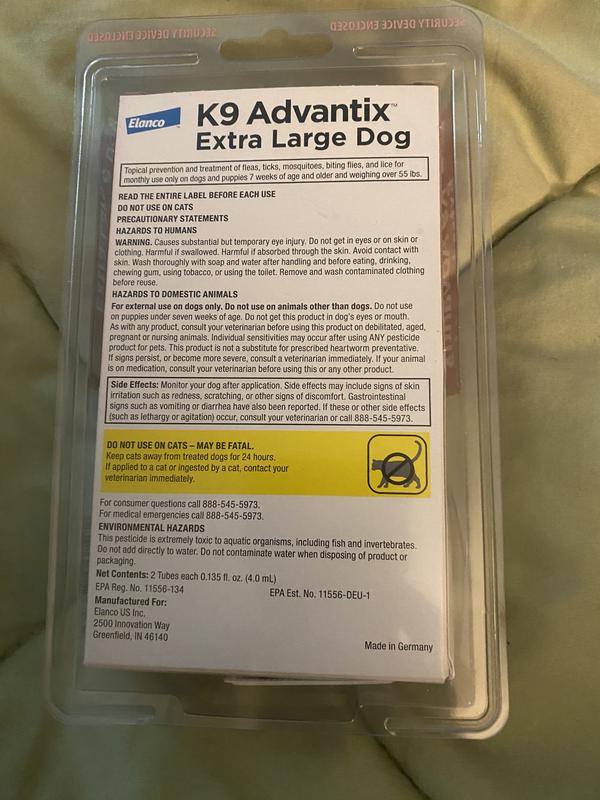 SECURITY DEVICE ENCLOSED SECURITY DEVICE ENCLOSED
Elanco
K9 Advantix™
Extra Large Dog
Topical prevention and treatment of fleas, ticks, mosquitoes, biting flies, and lice for
monthly use only on dogs and puppies 7 weeks of age and older and weighing over 55 lbs.
READ THE ENTIRE LABEL BEFORE EACH USE
DO NOT USE ON CATS
PRECAUTIONARY STATEMENTS
HAZARDS TO HUMANS
WARNING. Causes substantial but temporary eye injury. Do not get in eyes or on skin or
clothing. Harmful if swallowed. Harmful if absorbed through the skin. Avoid contact with
skin. Wash thoroughly with soap and water after handling and before eating, drinking,
chewing gum, using tobacco, or using the toilet. Remove and wash contaminated clothing
before reuse.
HAZARDS TO DOMESTIC ANIMALS
For external use on dogs only. Do not use on animals other than dogs. Do not use
on puppies under seven weeks of age. Do not get this product in dog's eyes or mouth.
As with any product, consult your veterinarian before using this product on debilitated, aged,
pregnant or nursing animals. Individual sensitivities may occur after using ANY pesticide
product for pets. This product is not a substitute for prescribed heartworm preventative.
If signs persist, or become more severe, consult a veterinarian immediately. If your animal
is on medication, consult your veterinarian before using this or any other product.
Side Effects: Monitor your dog after application. Side effects may include signs of skin
irritation such as redness, scratching, or other signs of discomfort. Gastrointestinal
signs such as vomiting or diarrhea have also been reported. If these or other side effects
(such as lethargy or agitation) occur, consult your veterinarian or call 888-545-5973.
DO NOT USE ON CATS – MAY BE FATAL.
Keep cats away from treated dogs for 24 hours.
If applied to a cat or ingested by a cat, contact your
veterinarian immediately.
For consumer questions call 888-545-5973.
For medical emergencies call 888-545-5973.
ENVIRONMENTAL HAZARDS
This pesticide is extremely toxic to aquatic organisms, including fish and invertebrates.
Do not add directly to water. Do not contaminate water when disposing of product or
packaging.
Net Contents: 2 Tubes each 0.135 fl. oz. (4.0 mL)
EPA Reg. No. 11556-134 EPA Est. No. 11556-DEU-1
Manufactured For:
Elanco US Inc.
2500 Innovation Way
Greenfield, IN 46140
Made in Germany